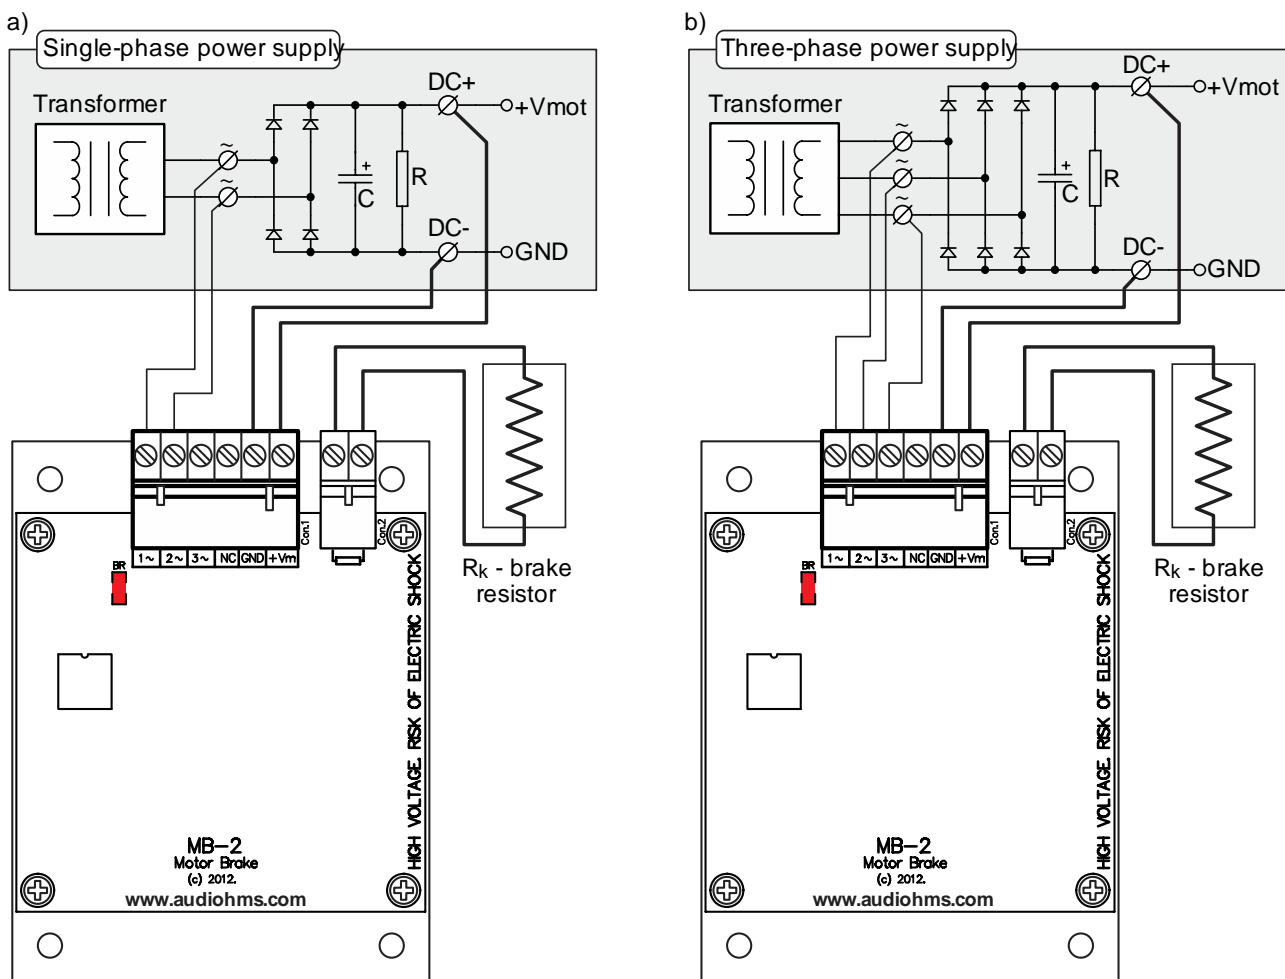 a)
Single-phase power supply
Transformer
~
~
+
C
R
DC+
+Vmot
DC-
GND
Con.1
Con.2
1~ 2~ 3~ NC GND +Vm
BR
Rk - brake
resistor
HIGH VOLTAGE. RISK OF ELECTRIC SHOCK
MB-2
Motor Brake
(c) 2012.
www.audiohms.com
b)
Three-phase power supply
Transformer
~
~
~
+
C
R
DC+
+Vmot
DC-
GND
Con.1
Con.2
1~ 2~ 3~ NC GND +Vm
BR
Rk - brake
resistor
HIGH VOLTAGE. RISK OF ELECTRIC SHOCK
MB-2
Motor Brake
(c) 2012.
www.audiohms.com